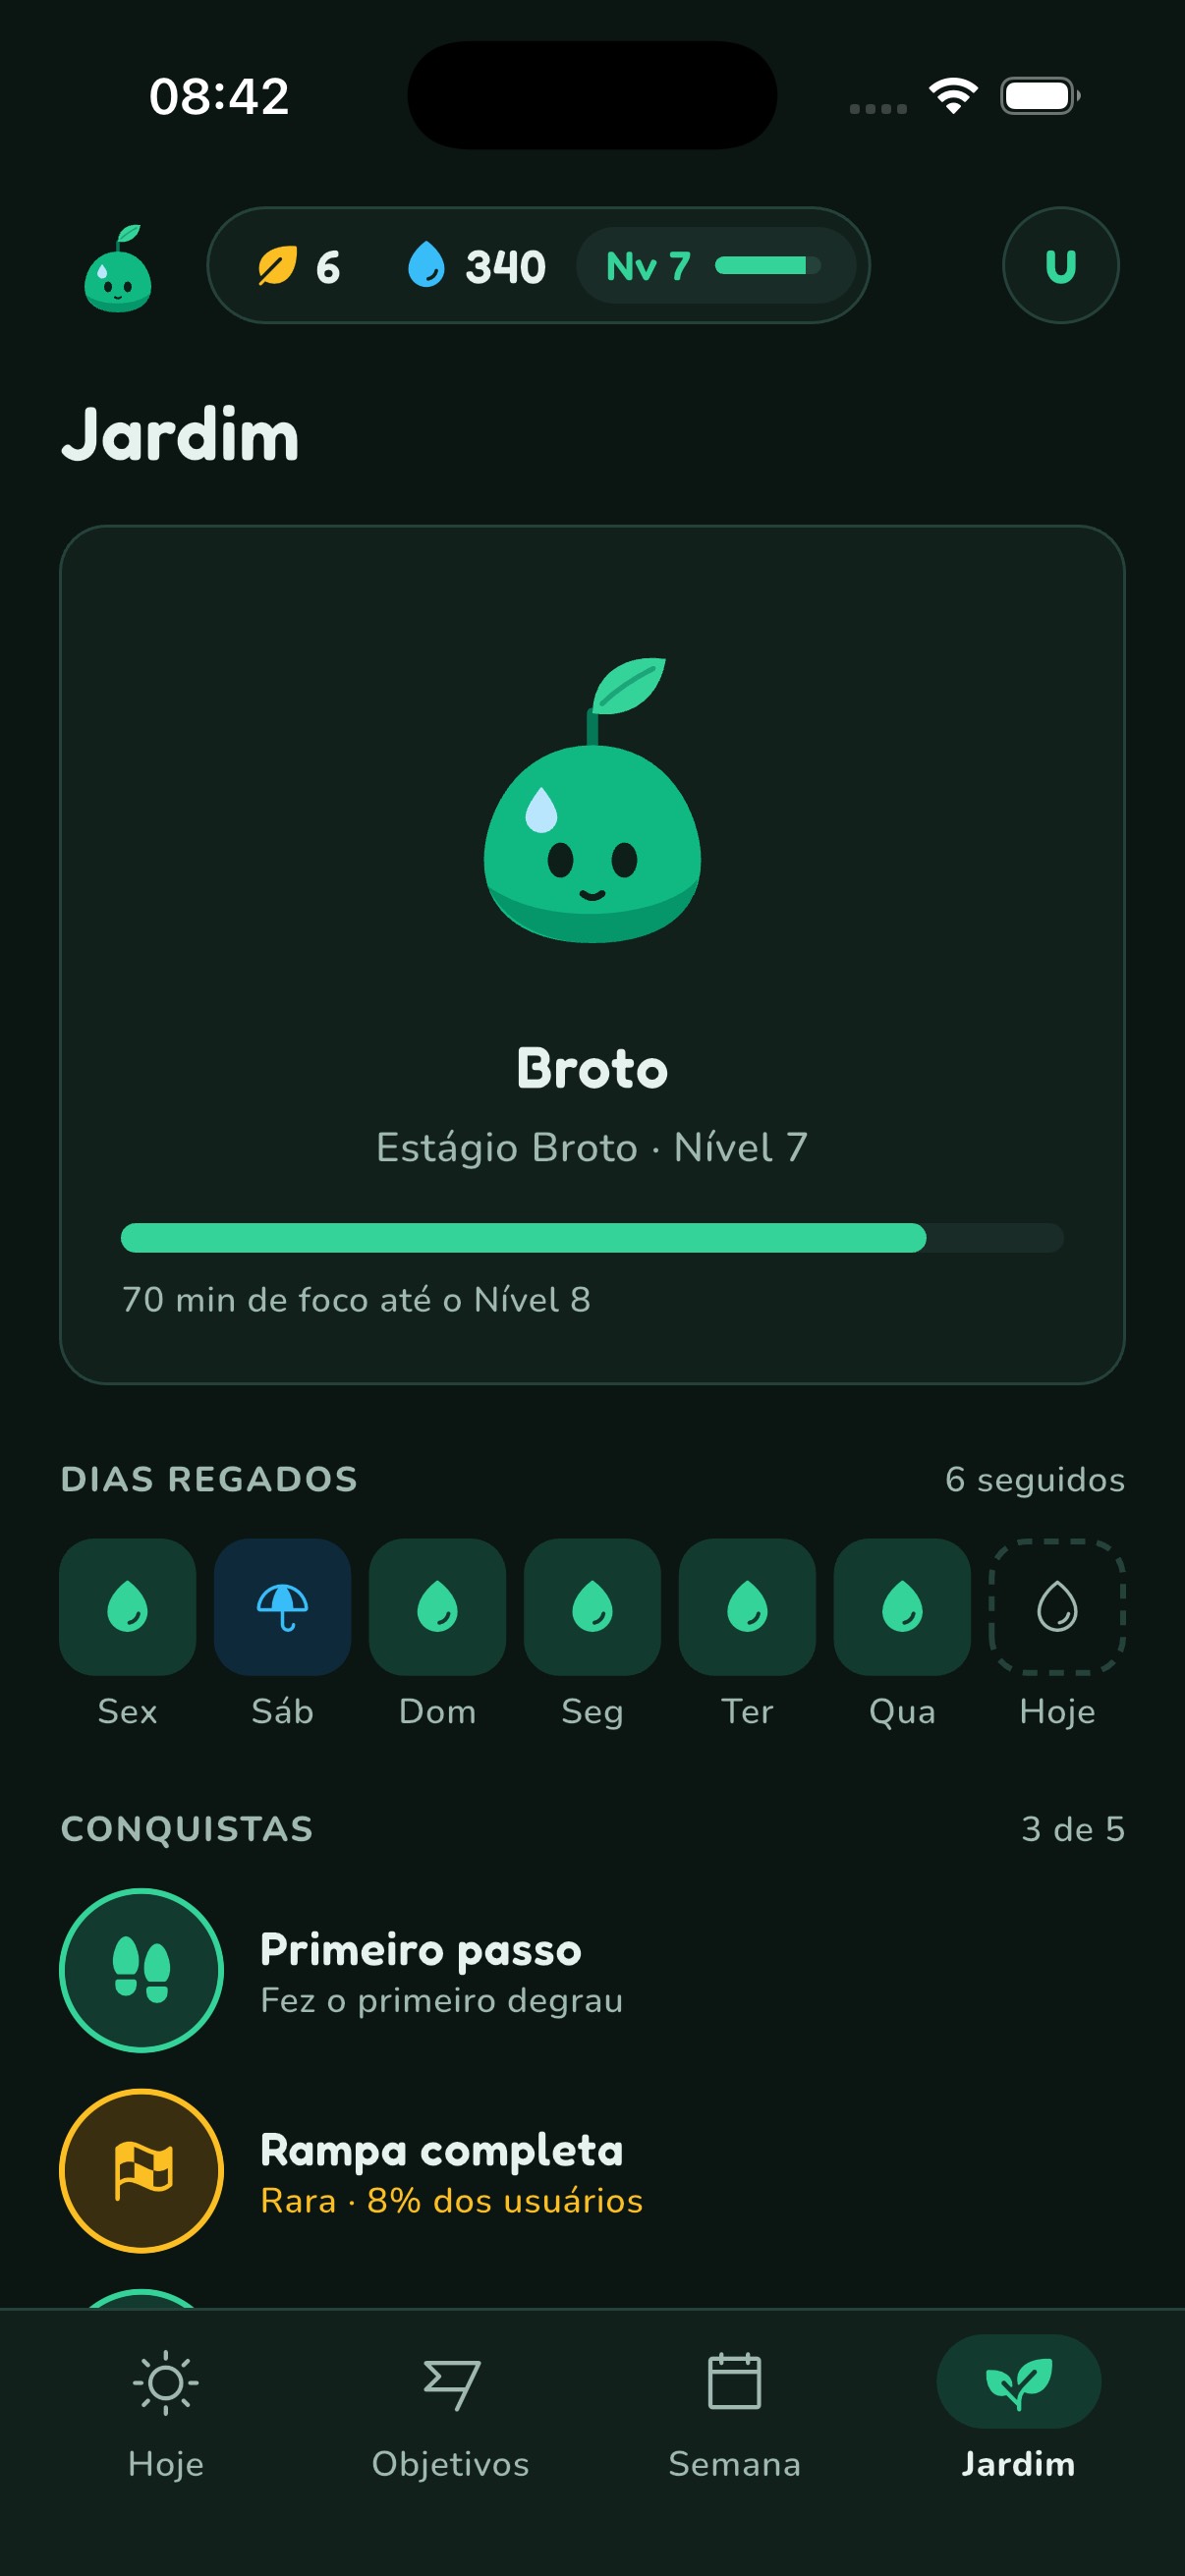 08:42
6 340 Nv 7 U
Jardim
Broto
Estágio Broto · Nível 7
70 min de foco até o Nível 8
DIAS REGADOS 6 seguidos
Sex Sáb Dom Seg Ter Qua Hoje
CONQUISTAS 3 de 5
Primeiro passo
Fez o primeiro degrau
Rampa completa
Rara · 8% dos usuários
Hoje Objetivos Semana Jardim